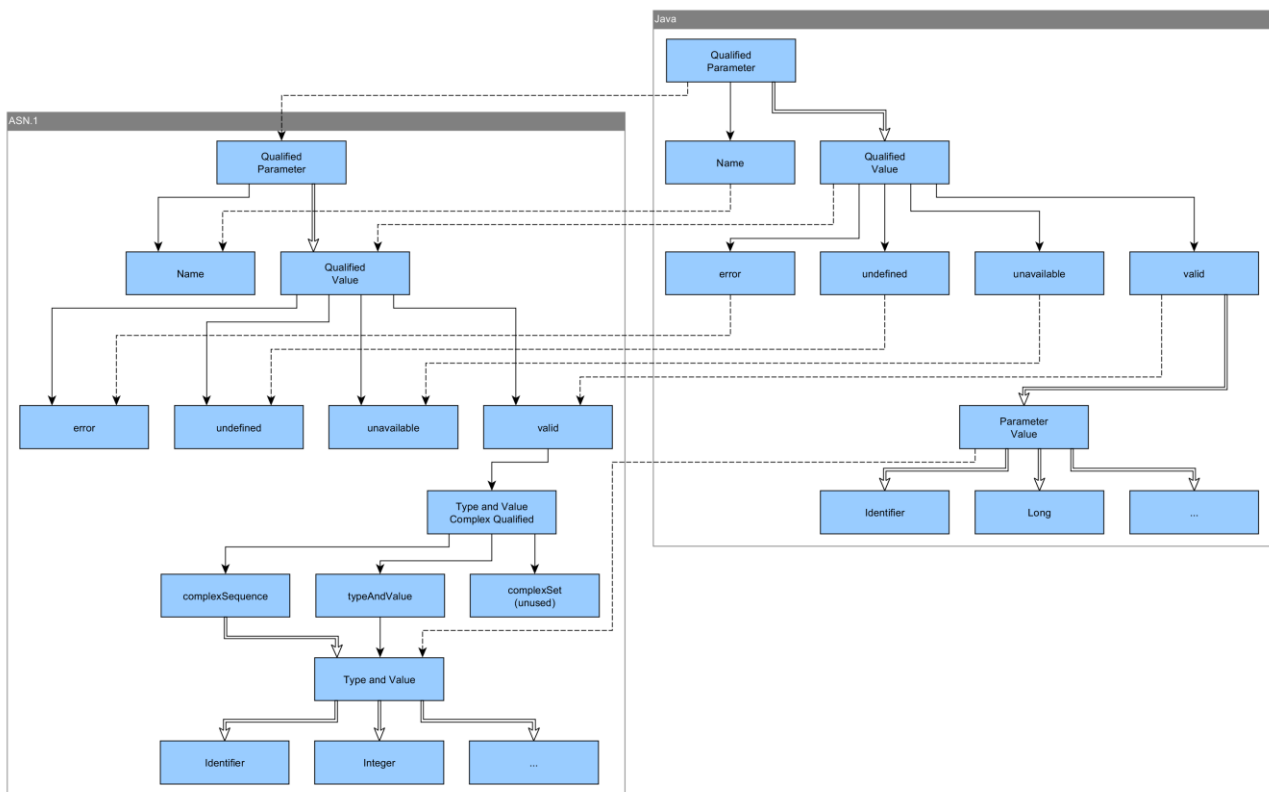 Java
Qualified
Parameter
Name
Qualified
Value
error
undefined
unavailable
valid
Parameter
Value
Identifier
Long
...
ASN.1
Qualified
Parameter
Name
Qualified
Value
error
undefined
unavailable
valid
Type and Value
Complex Qualified
complexSequence
typeAndValue
complexSet
(unused)
Type and Value
Identifier
Integer
...